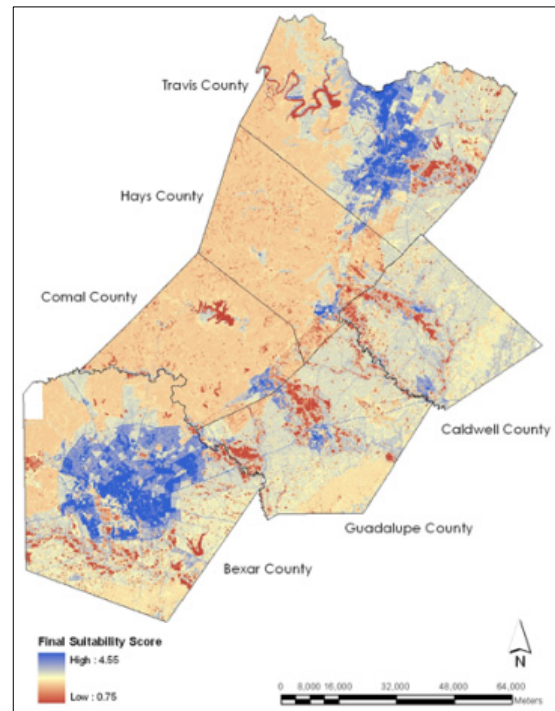 Travis County
Hays County
Comal County
Caldwell County
Guadalupe County
Bexar County
Final Suitability Score
High : 4.55
Low : 0.75
N
0 8,000 16,000 32,000 48,000 64,000
Meters